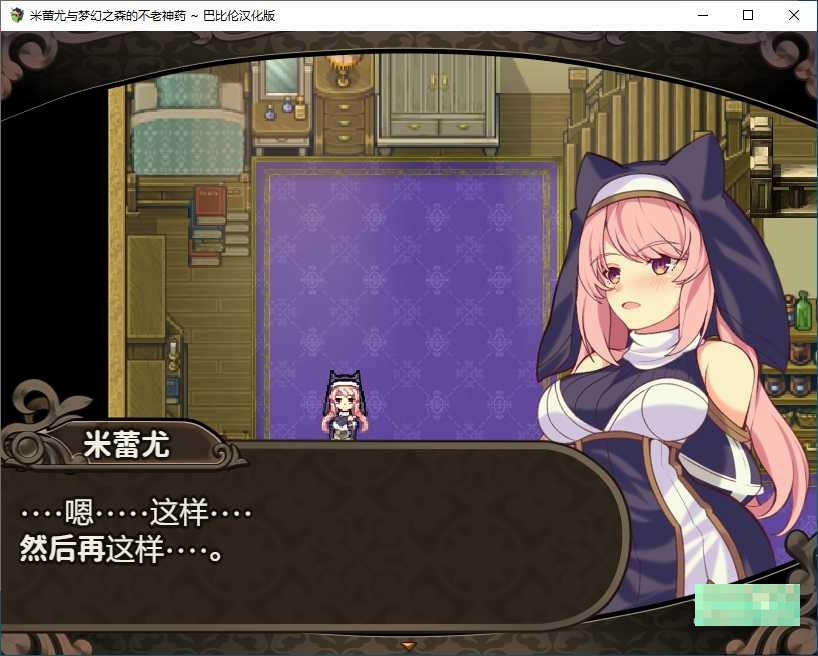 米蕾尤与梦幻之森的不老神药 ~ 巴比伦汉化版
米蕾尤
‥‥嗯‥‥‥这样‥‥
然后再这样‥‥。